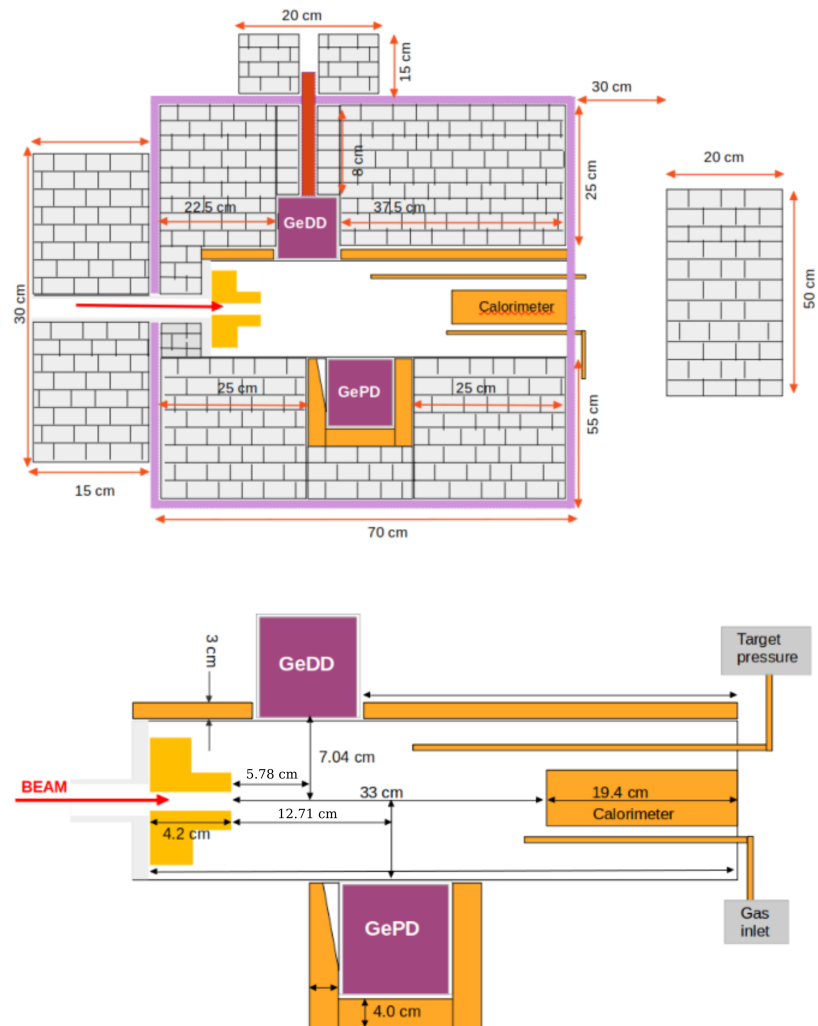 20 cm
15 cm
30 cm
20 cm
8 cm
25 cm
22.5 cm
37.5 cm
GeDD
30 cm
Calorimeter
50 cm
25 cm
GePD
25 cm
55 cm
15 cm
70 cm
3 cm
GeDD
Target
pressure
7.04 cm
5.78 cm
BEAM
33 cm
19.4 cm
12.71 cm
Calorimeter
4.2 cm
GePD
Gas
inlet
4.0 cm